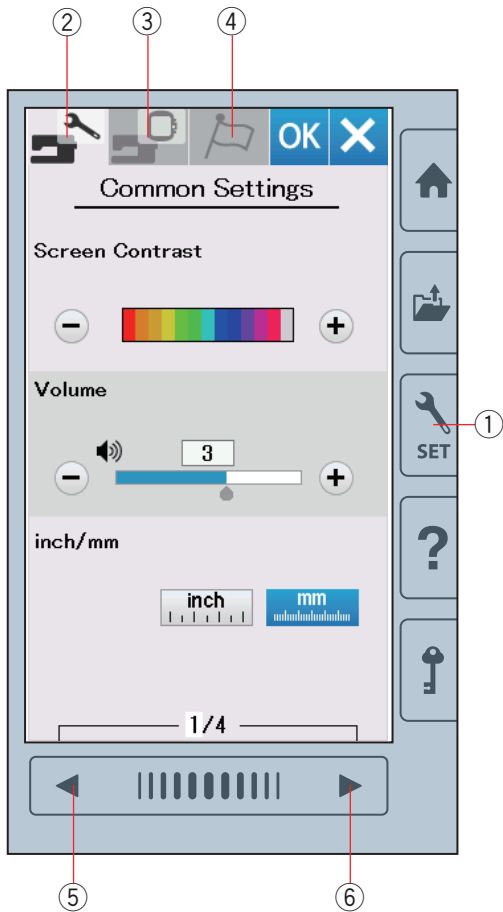 ② ③ ④
OK
Common Settings
Screen Contrast
Volume
3
① 
SET
inch/mm
inch mm
?
1/4
⑤ ⑥